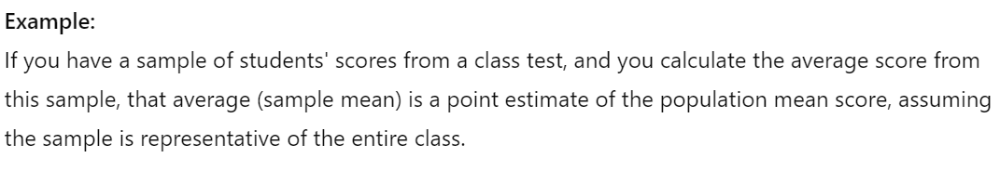 Example:
If you have a sample of students' scores from a class test, and you calculate the average score from
this sample, that average (sample mean) is a point estimate of the population mean score, assuming
the sample is representative of the entire class.